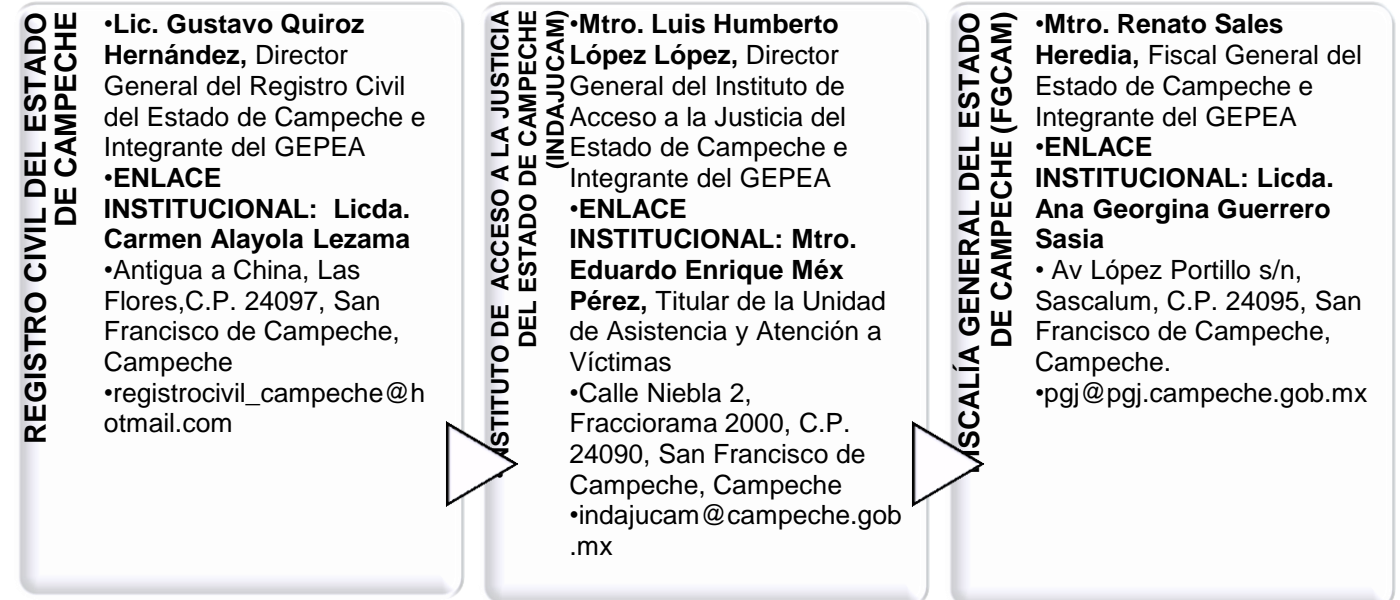 REGISTRO CIVIL DEL ESTADO
DE CAMPECHE
•Lic. Gustavo Quiroz
Hernández, Director
General del Registro Civil
del Estado de Campeche e
Integrante del GEPEA
•ENLACE
INSTITUCIONAL: Licda.
Carmen Alayola Lezama
•Antigua a China, Las
Flores,C.P. 24097, San
Francisco de Campeche,
Campeche
•registrocivil_campeche@h
otmail.com
STITUTO DE ACCESO A LA JUSTICIA
DEL ESTADO DE CAMPECHE
(INDAJUCAM)
•Mtro. Luis Humberto
López López, Director
General del Instituto de
Acceso a la Justicia del
Estado de Campeche e
Integrante del GEPEA
•ENLACE
INSTITUCIONAL: Mtro.
Eduardo Enrique Méx
Pérez, Titular de la Unidad
de Asistencia y Atención a
Víctimas
•Calle Niebla 2,
Fracciorama 2000, C.P.
24090, San Francisco de
Campeche, Campeche
•indajucam@campeche.gob
.mx
ISCALÍA GENERAL DEL ESTADO
DE CAMPECHE (FGCAM)
•Mtro. Renato Sales
Heredia, Fiscal General del
Estado de Campeche e
Integrante del GEPEA
•ENLACE
INSTITUCIONAL: Licda.
Ana Georgina Guerrero
Sasia
• Av López Portillo s/n,
Sascalum, C.P. 24095, San
Francisco de Campeche,
Campeche.
•pgj@pgj.campeche.gob.mx